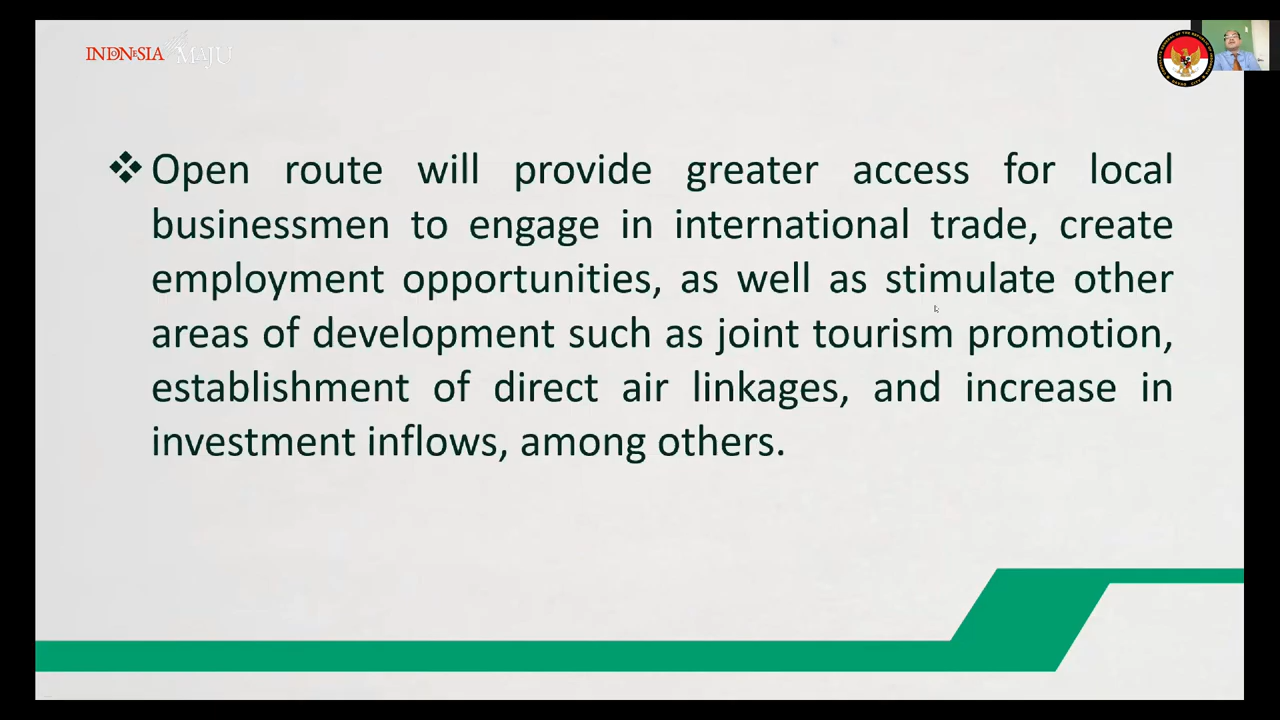 INDONESIA MAJU
❖ Open route will provide greater access for local
businessmen to engage in international trade, create
employment opportunities, as well as stimulate other
areas of development such as joint tourism promotion,
establishment of direct air linkages, and increase in
investment inflows, among others.